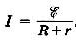 I = ℰ / (R + r).